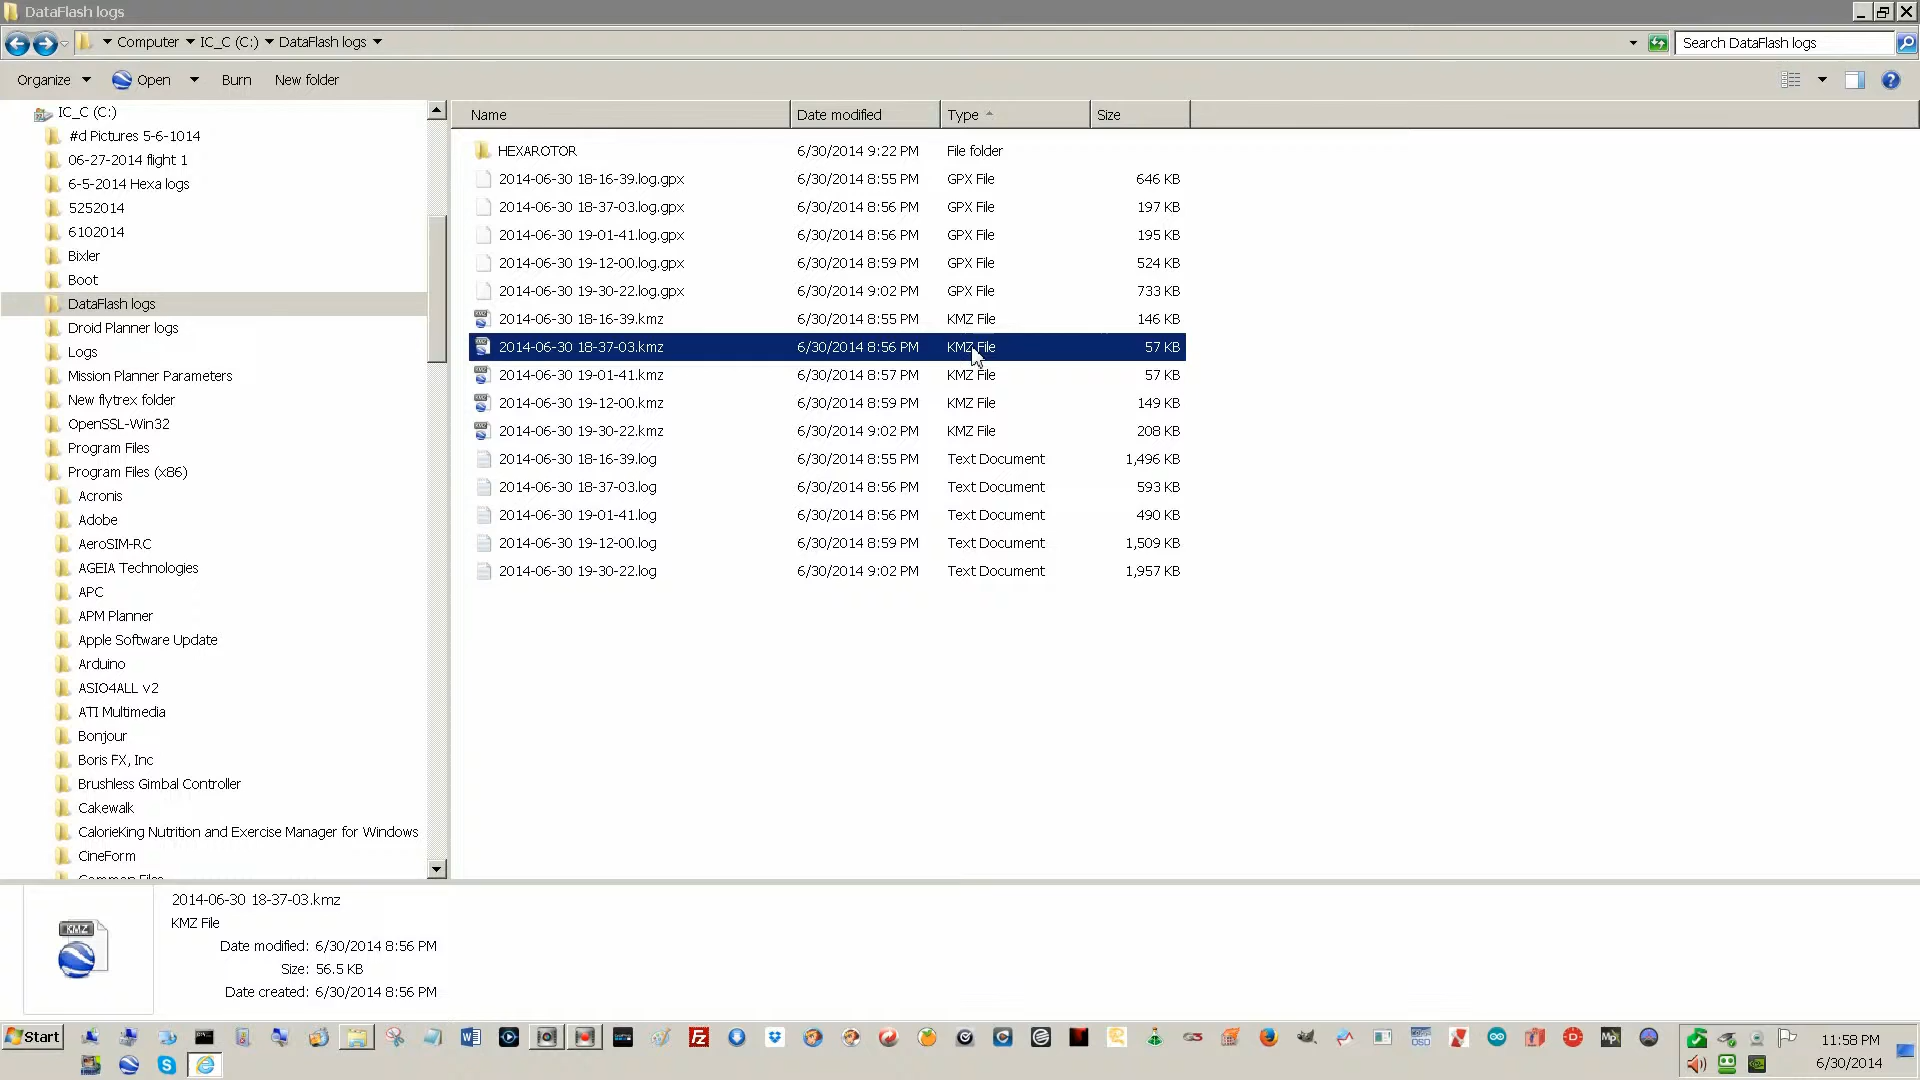 DataFlash logs
Computer IC_C (C:) DataFlash logs
Search DataFlash logs
Organize Open Burn New folder
IC_C (C:)
#d Pictures 5-6-1014
06-27-2014 flight 1
6-5-2014 Hexa logs
5252014
6102014
Bixler
Boot
DataFlash logs
Droid Planner logs
Logs
Mission Planner Parameters
New flytrex folder
OpenSSL-Win32
Program Files
Program Files (x86)
Acronis
Adobe
AeroSIM-RC
AGEIA Technologies
APC
APM Planner
Apple Software Update
Arduino
ASIO4ALL v2
ATI Multimedia
Bonjour
Boris FX, Inc
Brushless Gimbal Controller
Cakewalk
CalorieKing Nutrition and Exercise Manager for Windows
CineForm
Common Files
Name Date modified Type Size
HEXAROTOR 6/30/2014 9:22 PM File folder
2014-06-30 18-16-39.log.gpx 6/30/2014 8:55 PM GPX File 646 KB
2014-06-30 18-37-03.log.gpx 6/30/2014 8:56 PM GPX File 197 KB
2014-06-30 19-01-41.log.gpx 6/30/2014 8:56 PM GPX File 195 KB
2014-06-30 19-12-00.log.gpx 6/30/2014 8:59 PM GPX File 524 KB
2014-06-30 19-30-22.log.gpx 6/30/2014 9:02 PM GPX File 733 KB
2014-06-30 18-16-39.kmz 6/30/2014 8:55 PM KMZ File 146 KB
2014-06-30 18-37-03.kmz 6/30/2014 8:56 PM KMZ File 57 KB
2014-06-30 19-01-41.kmz 6/30/2014 8:57 PM KMZ File 57 KB
2014-06-30 19-12-00.kmz 6/30/2014 8:59 PM KMZ File 149 KB
2014-06-30 19-30-22.kmz 6/30/2014 9:02 PM KMZ File 208 KB
2014-06-30 18-16-39.log 6/30/2014 8:55 PM Text Document 1,496 KB
2014-06-30 18-37-03.log 6/30/2014 8:56 PM Text Document 593 KB
2014-06-30 19-01-41.log 6/30/2014 8:56 PM Text Document 490 KB
2014-06-30 19-12-00.log 6/30/2014 8:59 PM Text Document 1,509 KB
2014-06-30 19-30-22.log 6/30/2014 9:02 PM Text Document 1,957 KB
KMZ
2014-06-30 18-37-03.kmz
KMZ File
Date modified: 6/30/2014 8:56 PM
Size: 56.5 KB
Date created: 6/30/2014 8:56 PM
Start
11:58 PM
6/30/2014